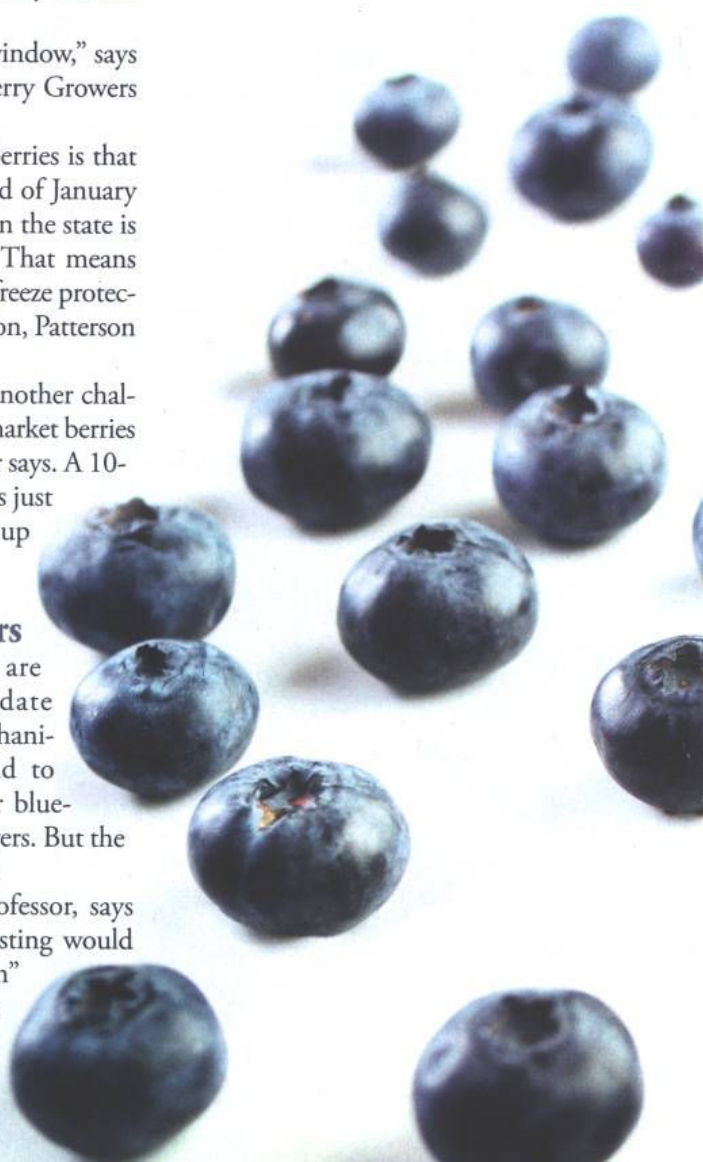 window,” says
erry Growers
erries is that
d of January
n the state is
That means
freeze protec-
on, Patterson
nother chal-
market berries
r says. A 10-
s just
up
rs
are
date
hani-
d to
r blue-
ers. But the
ofessor, says
sting would
n”